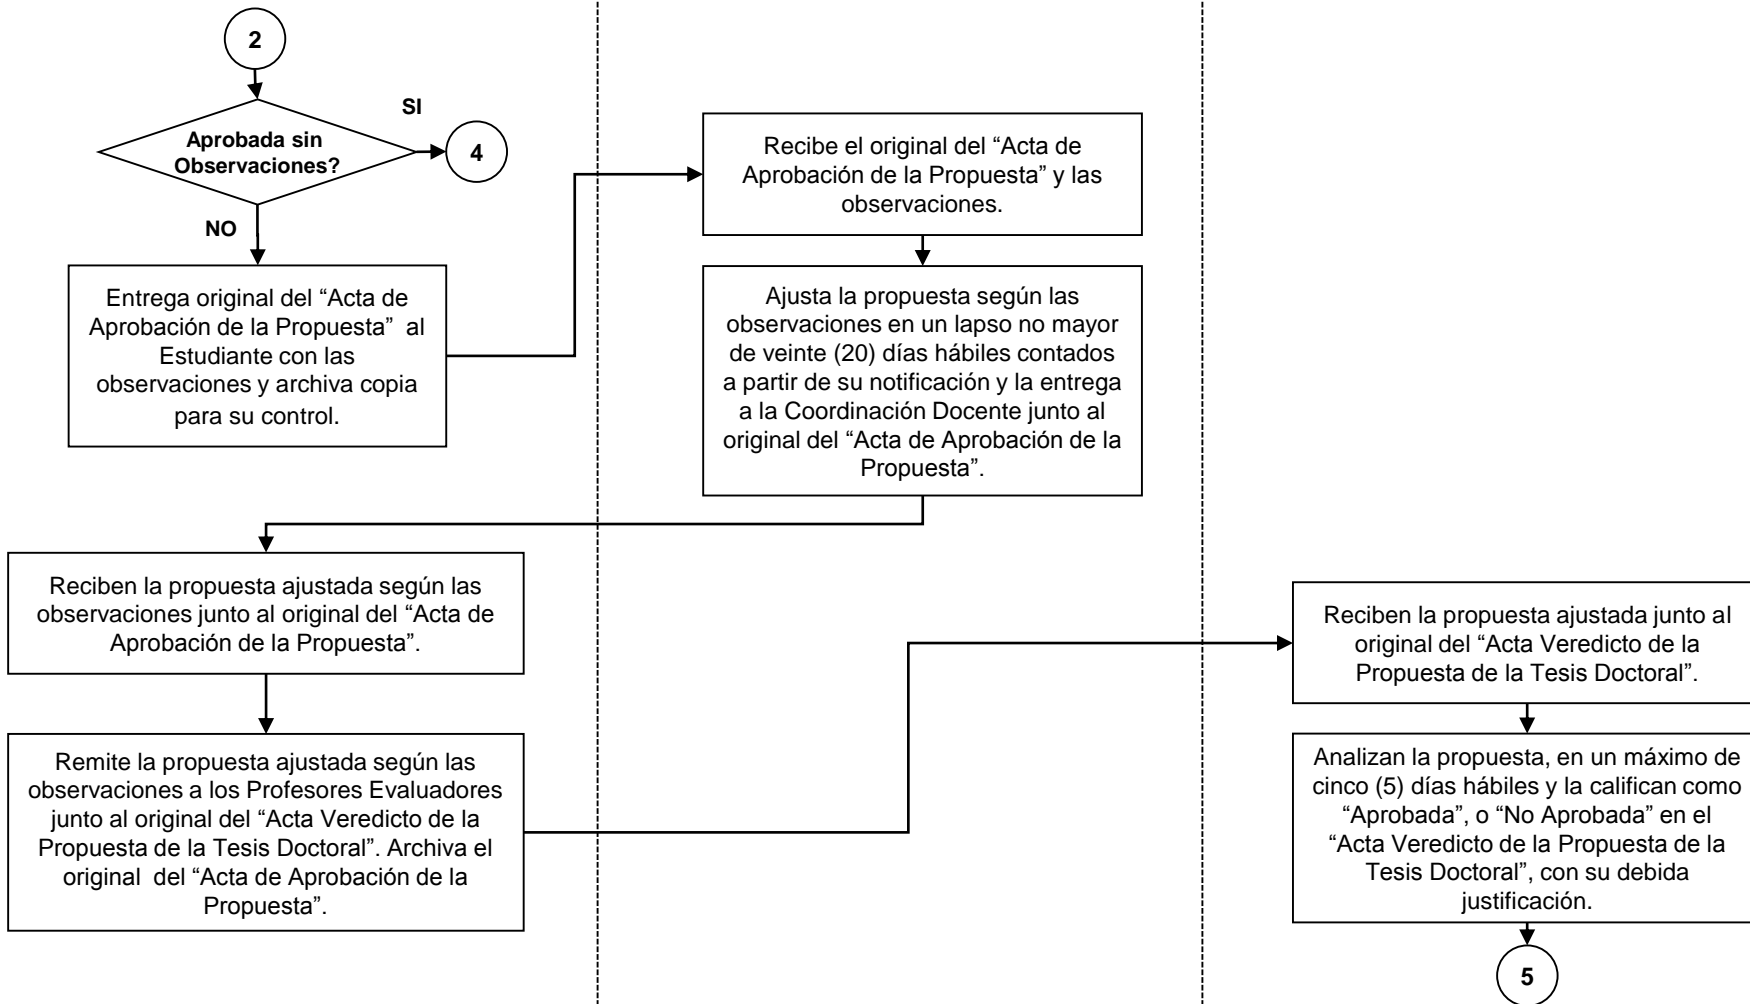 2
Aprobada sin
Observaciones?
SI
4
NO
Entrega original del “Acta de
Aprobación de la Propuesta” al
Estudiante con las
observaciones y archiva copia
para su control.
Recibe el original del “Acta de
Aprobación de la Propuesta” y las
observaciones.
Ajusta la propuesta según las
observaciones en un lapso no mayor
de veinte (20) días hábiles contados
a partir de su notificación y la entrega
a la Coordinación Docente junto al
original del “Acta de Aprobación de la
Propuesta”.
Reciben la propuesta ajustada según las
observaciones junto al original del “Acta de
Aprobación de la Propuesta”.
Remite la propuesta ajustada según las
observaciones a los Profesores Evaluadores
junto al original del “Acta Veredicto de la
Propuesta de la Tesis Doctoral”. Archiva el
original del “Acta de Aprobación de la
Propuesta”.
Reciben la propuesta ajustada junto al
original del “Acta Veredicto de la
Propuesta de la Tesis Doctoral”.
Analizan la propuesta, en un máximo de
cinco (5) días hábiles y la califican como
“Aprobada”, o “No Aprobada” en el
“Acta Veredicto de la Propuesta de la
Tesis Doctoral”, con su debida
justificación.
5